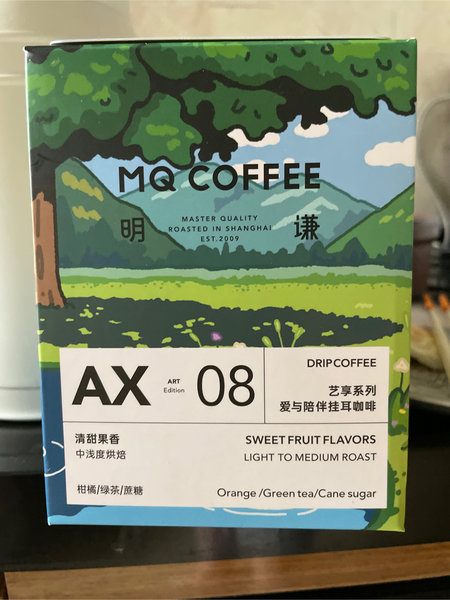 MQ COFFEE
明 谦
MASTER QUALITY
ROASTED IN SHANGHAI
EST.2009
AX
ART
Edition
08
DRIPCOFFEE
艺享系列
爱与陪伴挂耳咖啡
清甜果香
中浅度烘焙
SWEET FRUIT FLAVORS
LIGHT TO MEDIUM ROAST
柑橘/绿茶/蔗糖
Orange /Green tea/Cane sugar